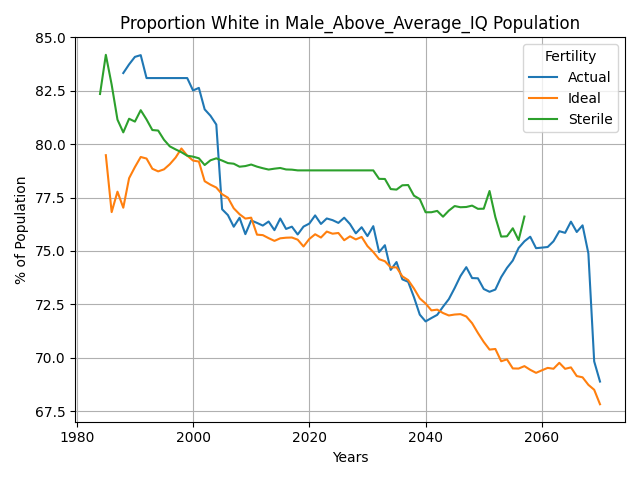 Proportion White in Male_Above_Average_IQ Population
85.0
82.5
80.0
77.5
75.0
72.5
70.0
67.5
% of Population
Fertility
Actual
Ideal
Sterile
1980 2000 2020 2040 2060
Years